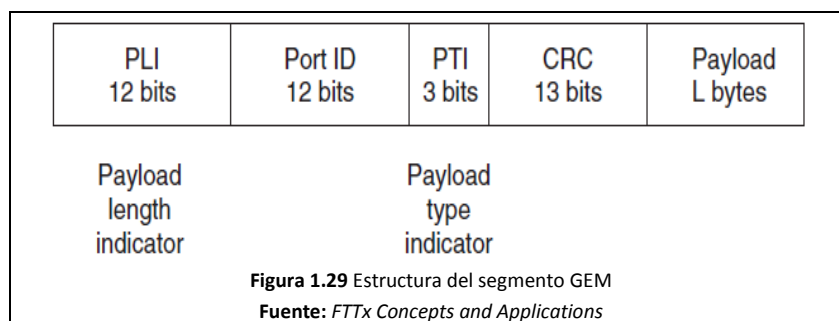 PLI Port ID PTI CRC Payload
12 bits 12 bits 3 bits 13 bits L bytes
Payload Payload
length type
indicator indicator
Figura 1.29 Estructura del segmento GEM
Fuente: FTTx Concepts and Applications